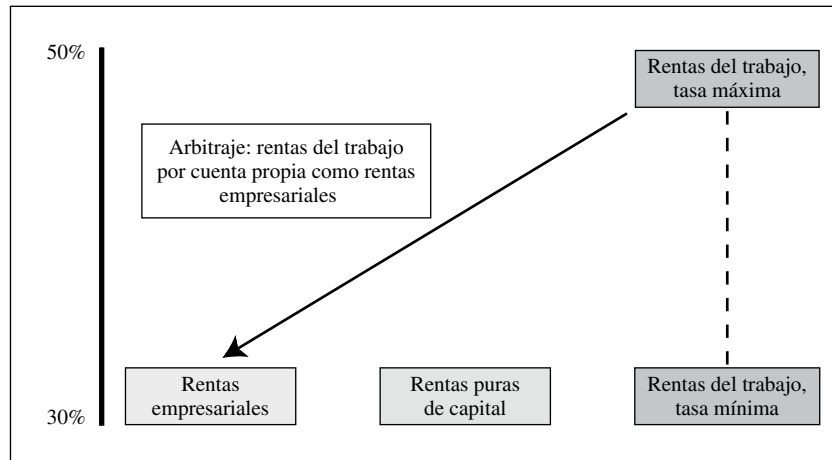 50%
Rentas del trabajo,
tasa máxima
Arbitraje: rentas del trabajo
por cuenta propia como rentas
empresariales
Rentas
empresariales
Rentas puras
de capital
Rentas del trabajo,
tasa mínima
30%